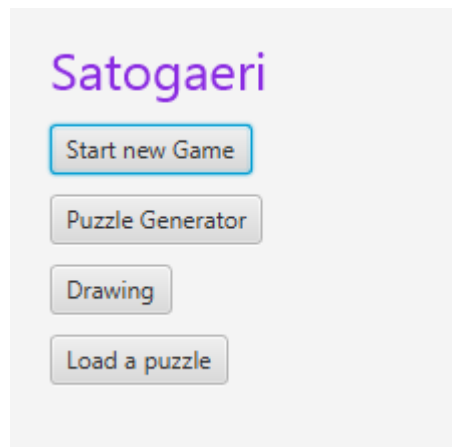 Satogaeri
Start new Game
Puzzle Generator
Drawing
Load a puzzle